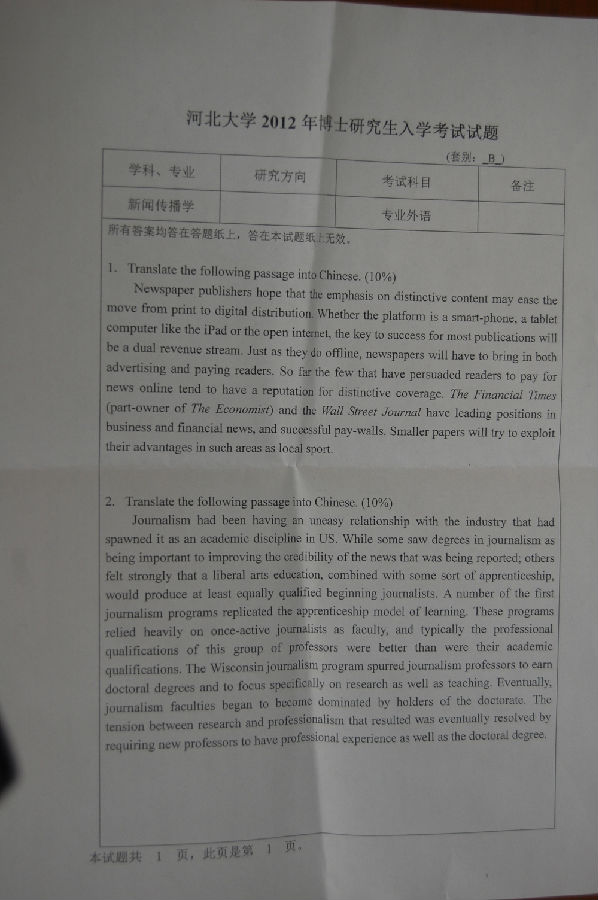 河北大学 2012 年博士研究生入学考试试题
(套别: B )
学科、专业 研究方向 考试科目 备注
新闻传播学 专业外语
所有答案均答在答题纸上，答在本试题纸上无效。
1. Translate the following passage into Chinese. (10%)
Newspaper publishers hope that the emphasis on distinctive content may ease the
move from print to digital distribution. Whether the platform is a smart-phone, a tablet
computer like the iPad or the open internet, the key to success for most publications will
be a dual revenue stream. Just as they do offline, newspapers will have to bring in both
advertising and paying readers. So far the few that have persuaded readers to pay for
news online tend to have a reputation for distinctive coverage. The Financial Times
(part-owner of The Economist) and the Wall Street Journal have leading positions in
business and financial news, and successful pay-walls. Smaller papers will try to exploit
their advantages in such areas as local sport.
2. Translate the following passage into Chinese. (10%)
Journalism had been having an uneasy relationship with the industry that had
spawned it as an academic discipline in US. While some saw degrees in journalism as
being important to improving the credibility of the news that was being reported; others
felt strongly that a liberal arts education, combined with some sort of apprenticeship,
would produce at least equally qualified beginning journalists. A number of the first
journalism programs replicated the apprenticeship model of learning. These programs
relied heavily on once-active journalists as faculty, and typically the professional
qualifications of this group of professors were better than were their academic
qualifications. The Wisconsin journalism program spurred journalism professors to earn
doctoral degrees and to focus specifically on research as well as teaching. Eventually,
journalism faculties began to become dominated by holders of the doctorate. The
tension between research and professionalism that resulted was eventually resolved by
requiring new professors to have professional experience as well as the doctoral degree.
本试题共 1 页，此页是第 1 页。